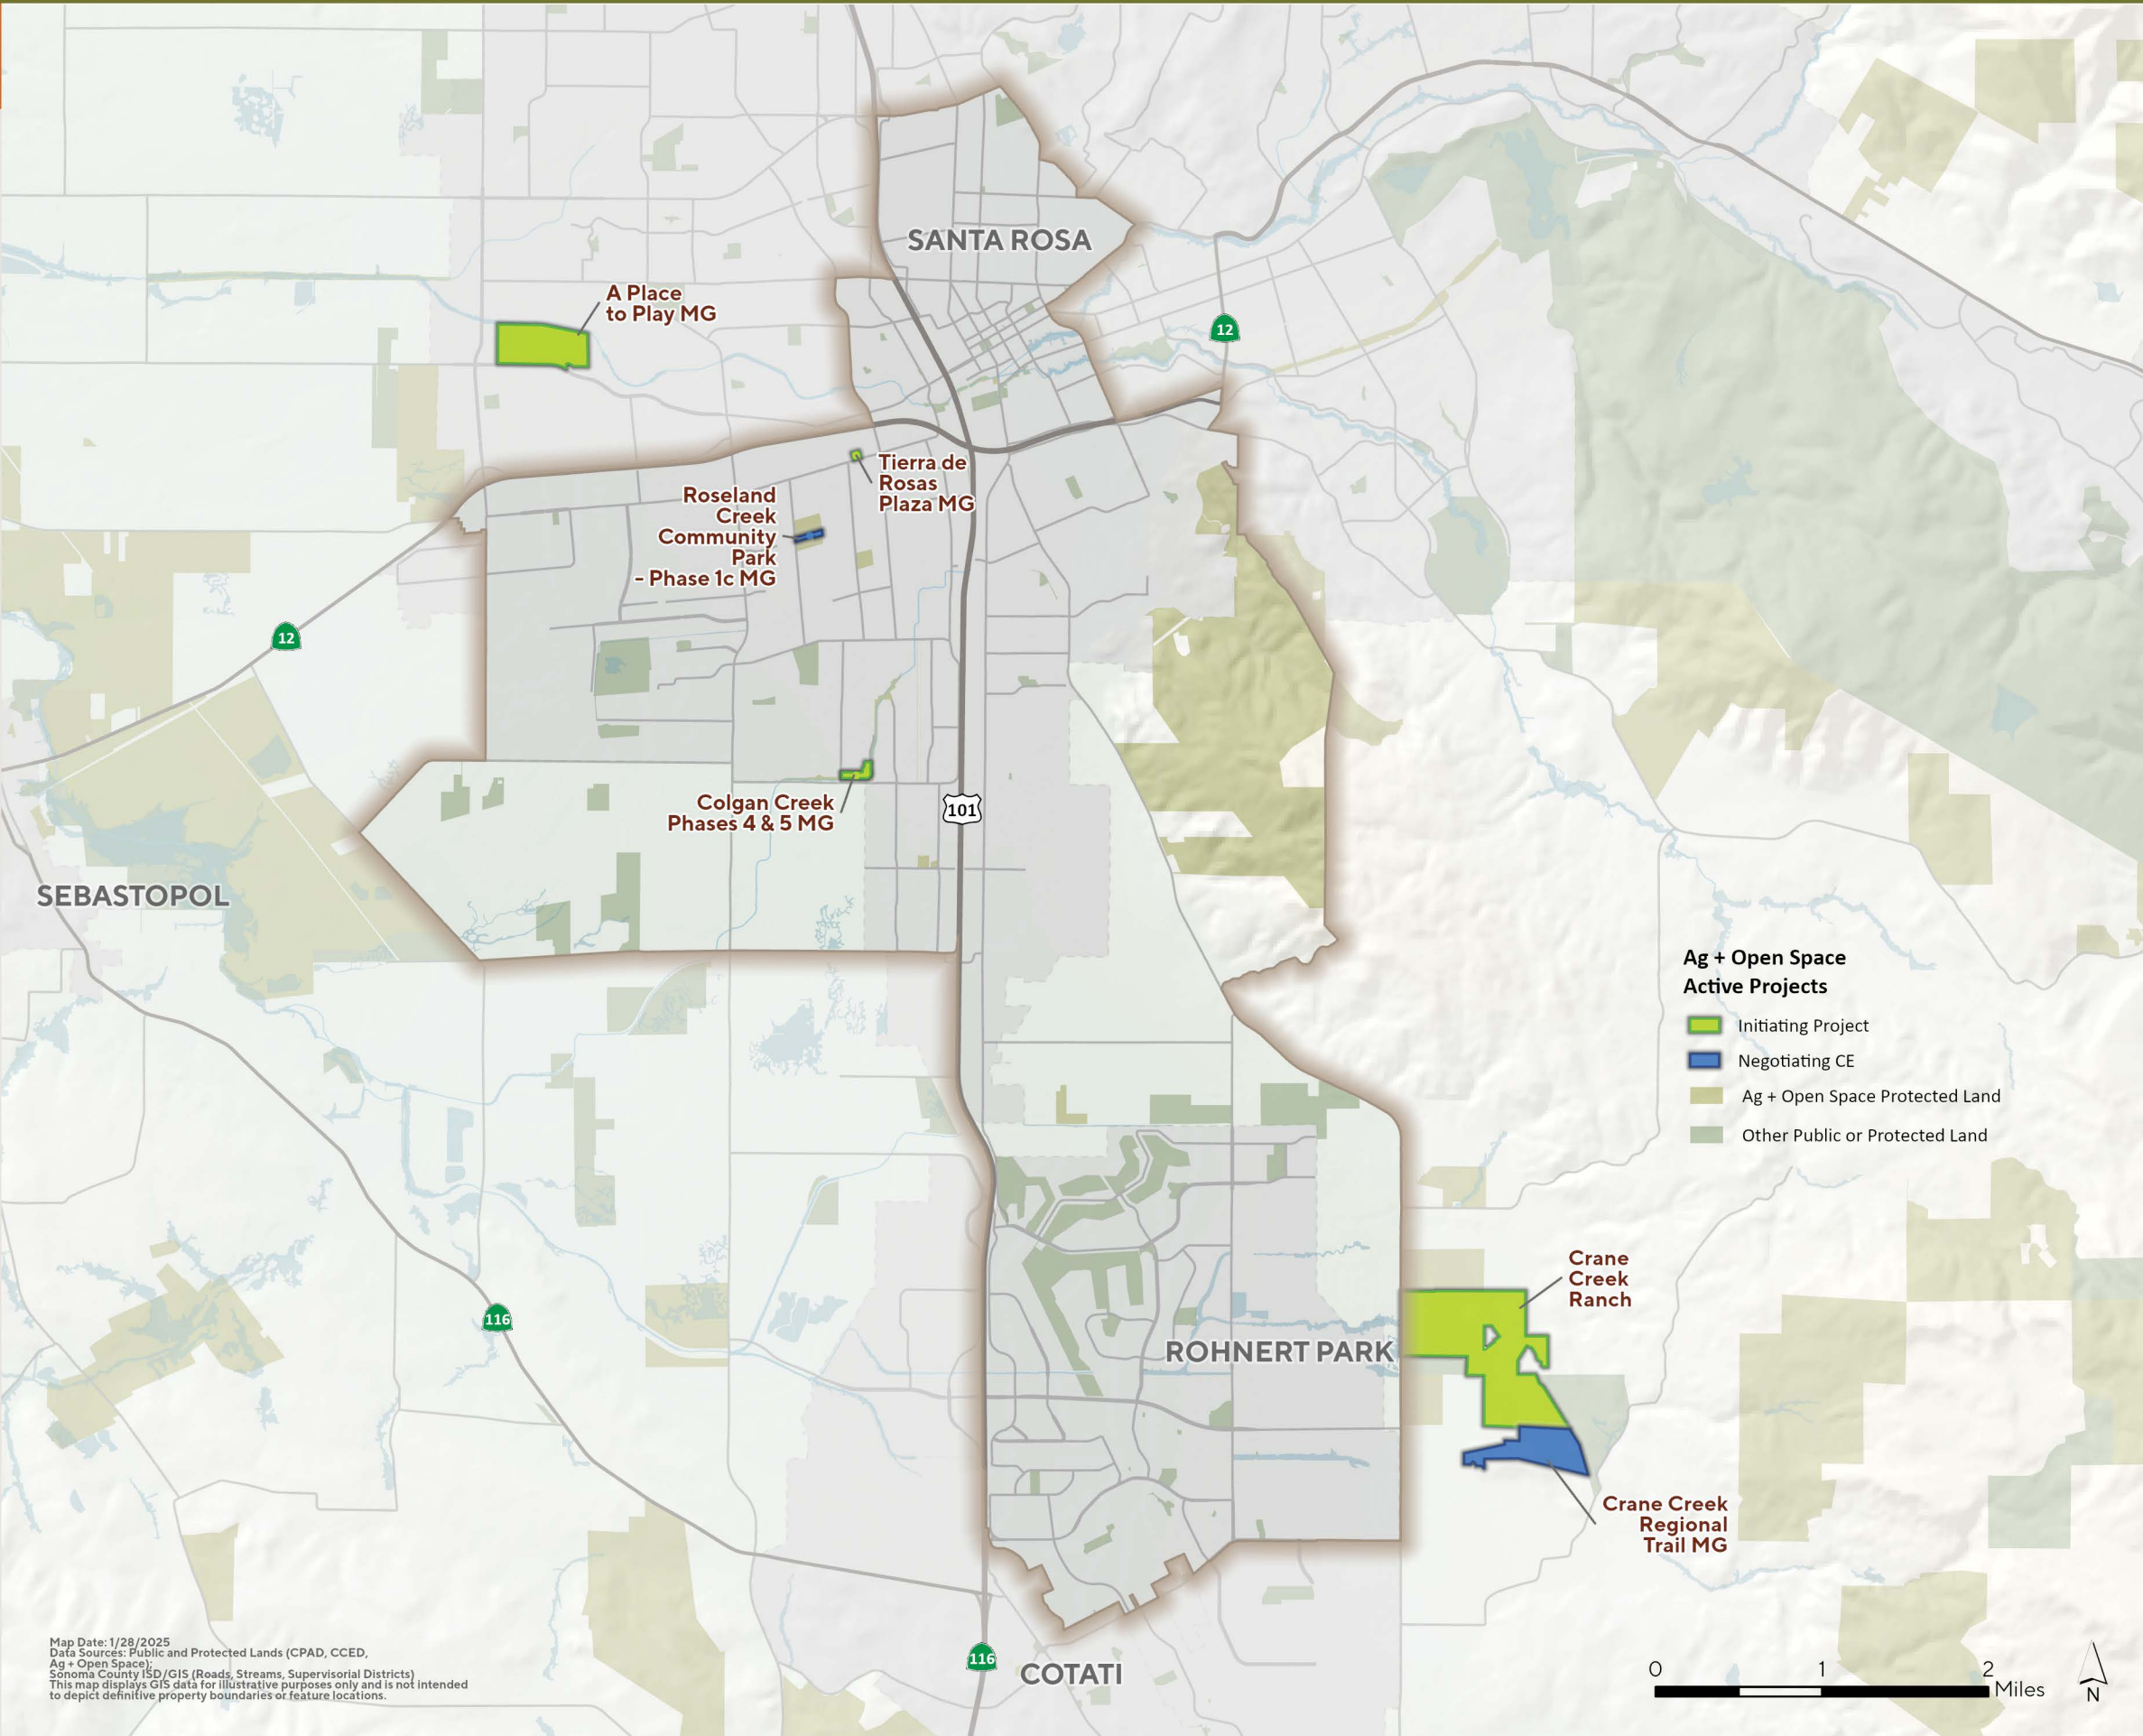 SANTA ROSA
A Place
to Play MG
12
Tierra de
Rosas
Plaza MG
Roseland
Creek
Community
Park
- Phase 1c MG
12
Colgan Creek
Phases 4 & 5 MG
101
SEBASTOPOL
Ag + Open Space
Active Projects
Initiating Project
Negotiating CE
Ag + Open Space Protected Land
Other Public or Protected Land
Crane
Creek
Ranch
116
ROHNERT PARK
Crane Creek
Regional
Trail MG
Map Date: 1/28/2025
Data Sources: Public and Protected Lands (CPAD, CCED,
Ag + Open Space);
Sonoma County ISD/GIS (Roads, Streams, Supervisorial Districts)
This map displays GIS data for illustrative purposes only and is not intended
to depict definitive property boundaries or feature locations.
116
COTATI
0 1 2
Miles
N